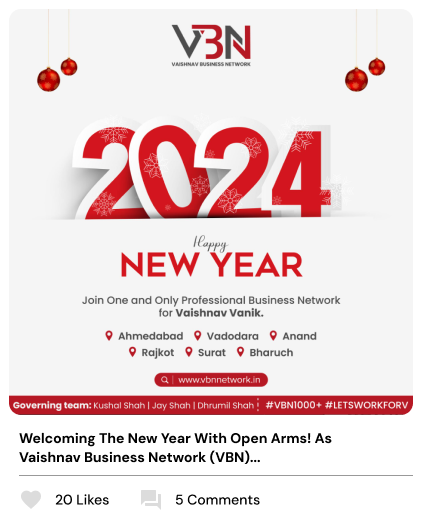 VBN
VAISHNAV BUSINESS NETWORK
2024
Happy
NEW YEAR
Join One and Only Professional Business Network
for Vaishnav Vanik.
Ahmedabad Vadodara Anand
Rajkot Surat Bharuch
www.vbnnetwork.in
Governing team: Kushal Shah | Jay Shah | Dhrumil Shah #VBN1000+ #LETSWORKFORV
Welcoming The New Year With Open Arms! As
Vaishnav Business Network (VBN)...
20 Likes 5 Comments